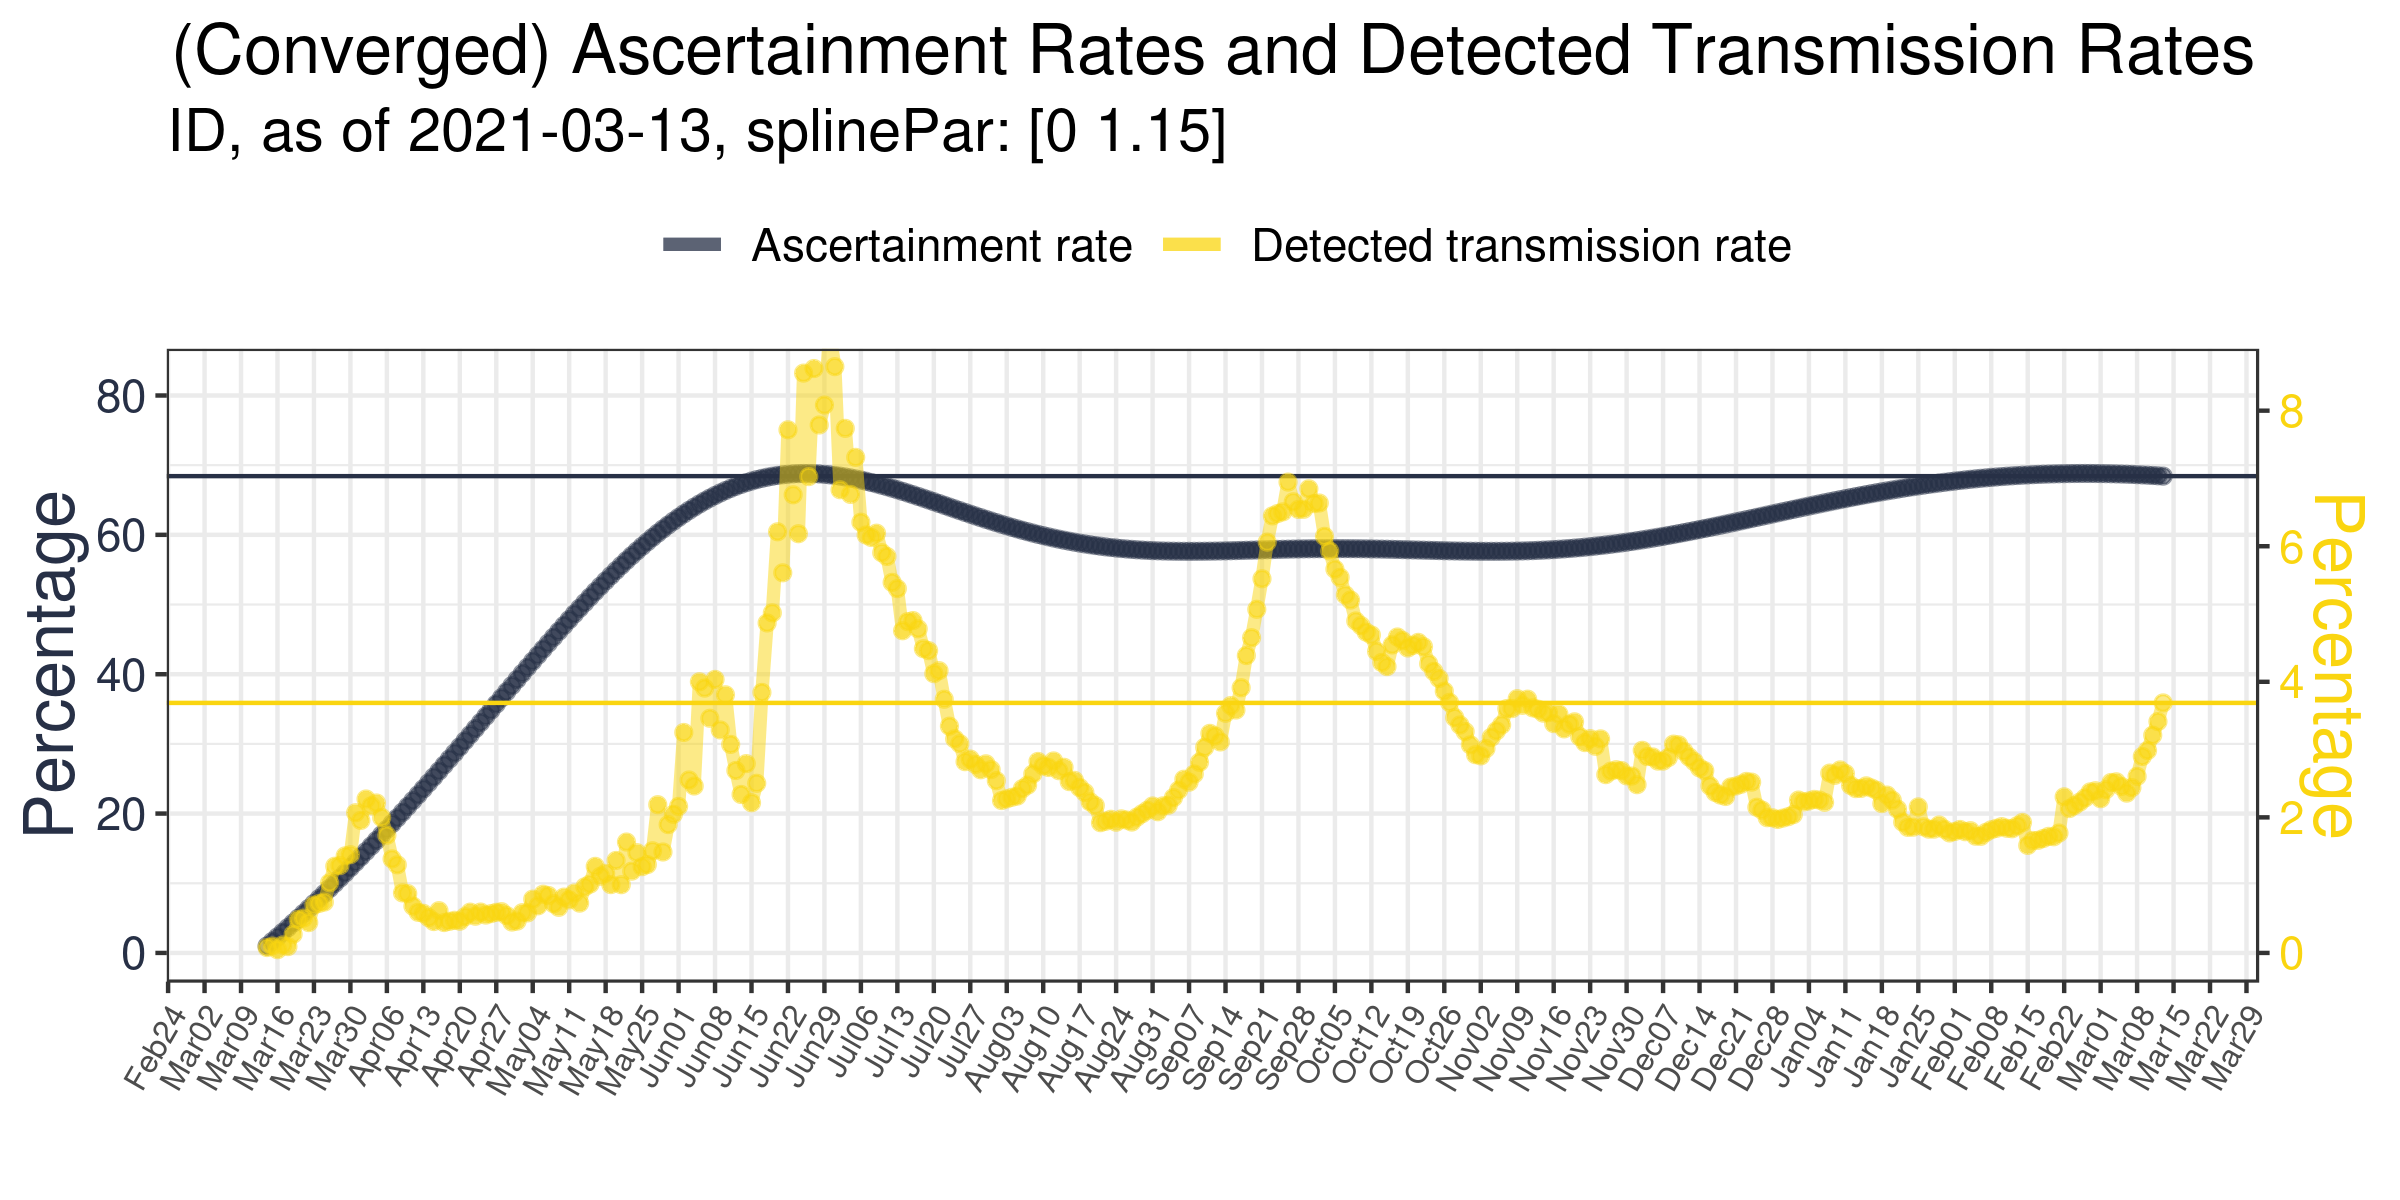 (Converged) Ascertainment Rates and Detected Transmission Rates
ID, as of 2021-03-13, splinePar: [0 1.15]
Ascertainment rate Detected transmission rate
Percentage
80
60
40
20
0
8
6
4
2
0
Percentage
Feb24 Mar02 Mar09 Mar16 Mar23 Mar30 Apr06 Apr13 Apr20 Apr27 May04 May11 May18 May25 Jun01 Jun08 Jun15 Jun22 Jun29 Jul06 Jul13 Jul20 Jul27 Aug03 Aug10 Aug17 Aug24 Aug31 Sep07 Sep14 Sep21 Sep28 Oct05 Oct12 Oct19 Oct26 Nov02 Nov09 Nov16 Nov23 Nov30 Dec07 Dec14 Dec21 Dec28 Jan04 Jan11 Jan18 Jan25 Feb01 Feb08 Feb15 Feb22 Mar01 Mar08 Mar15 Mar22 Mar29